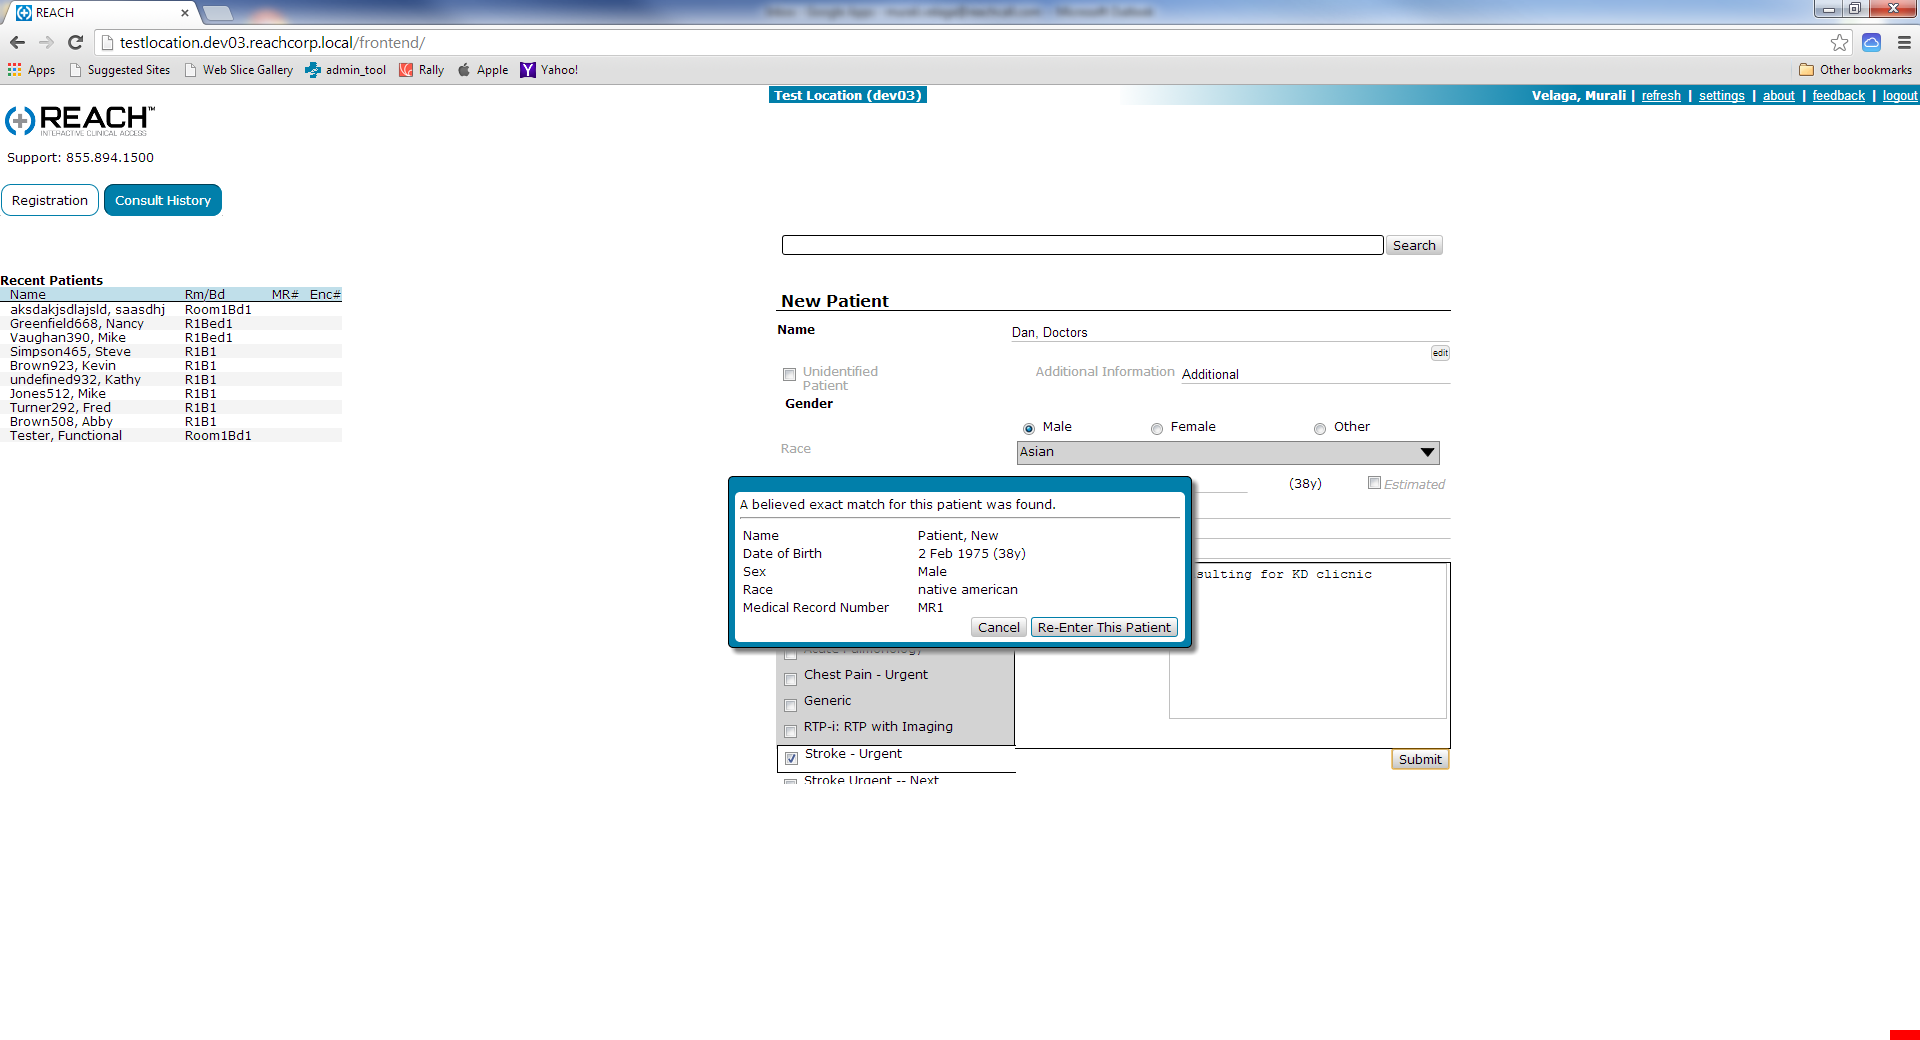 REACH
testlocation.dev03.reachcorp.local/frontend/
Apps Suggested Sites Web Slice Gallery admin_tool Rally Apple Yahoo! Other bookmarks
Test Location (dev03) Velaga, Murali | refresh | settings | about | feedback | logout
REACH™
INTERACTIVE CLINICAL ACCESS
Support: 855.894.1500
Registration Consult History
Search
Recent Patients
Name Rm/Bd MR# Enc#
aksdakjsdlajsld, saasdhj Room1Bd1
Greenfield668, Nancy R1Bed1
Vaughan390, Mike R1Bed1
Simpson465, Steve R1B1
Brown923, Kevin R1B1
undefined932, Kathy R1B1
Jones512, Mike R1B1
Turner292, Fred R1B1
Brown508, Abby R1B1
Tester, Functional Room1Bd1
New Patient
Name Dan, Doctors
edit
Unidentified Patient Additional Information Additional
Gender
Male Female Other
Race Asian
(38y) Estimated
A believed exact match for this patient was found.
Name Patient, New
Date of Birth 2 Feb 1975 (38y)
Sex Male
Race native american
Medical Record Number MR1
Cancel Re-Enter This Patient
sulting for KD clicnic
Acute Pulmonology
Chest Pain - Urgent
Generic
RTP-i: RTP with Imaging
Stroke - Urgent
Stroke Urgent -- Next
Submit